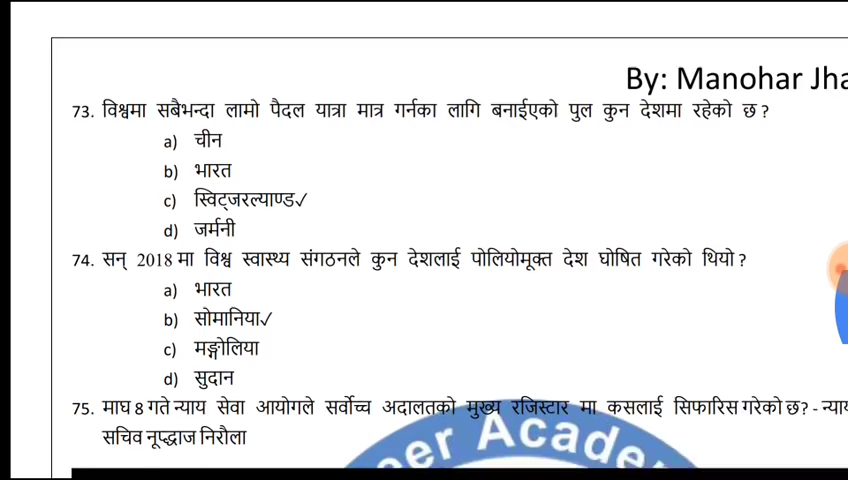 By: Manohar Jha
73. विश्वमा सबैभन्दा लामो पैदल यात्रा मात्र गर्नका लागि बनाईएको पुल कुन देशमा रहेको छ ?
a) चीन
b) भारत
c) स्विट्जरल्याण्ड✓
d) जर्मनी
74. सन् 2018 मा विश्व स्वास्थ्य संगठनले कुन देशलाई पोलियोमूक्त देश घोषित गरेको थियो ?
a) भारत
b) सोमानिया✓
c) मङ्गोलिया
d) सुदान
75. माघ 8 गते न्याय सेवा आयोगले सर्वोच्च अदालतको मुख्य रजिस्टार मा कसलाई सिफारिस गरेको छ? - न्याय
सचिव नृपद्धाज निरौला
er Acade